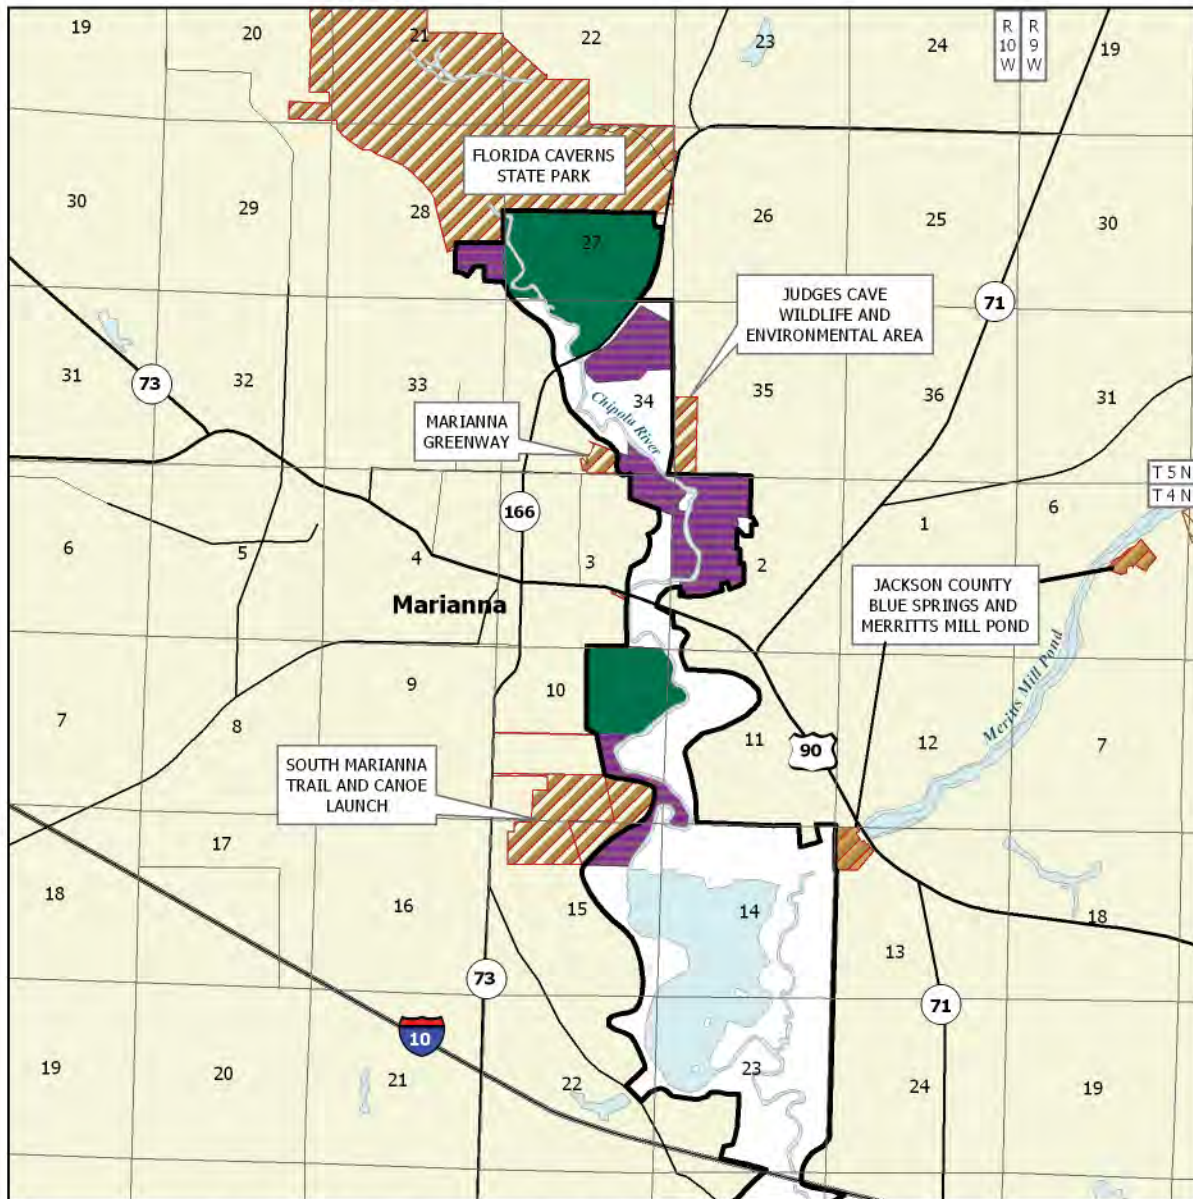 19
20
21
22
23
24
R
10
W
R
9
W
19
FLORIDA CAVERNS
STATE PARK
30
29
28
27
26
25
30
JUDGES CAVE
WILDLIFE AND
ENVIRONMENTAL AREA
71
31
73
32
33
34
35
36
31
Chipola River
MARIANNA
GREENWAY
T 5 N
T 4 N
166
6
5
4
3
2
1
6
JACKSON COUNTY
BLUE SPRINGS AND
MERRITTS MILL POND
Marianna
Meritts Mill Pond
7
8
9
10
11
90
12
7
SOUTH MARIANNA
TRAIL AND CANOE
LAUNCH
18
17
16
15
14
13
18
73
71
10
19
20
21
22
23
24
19